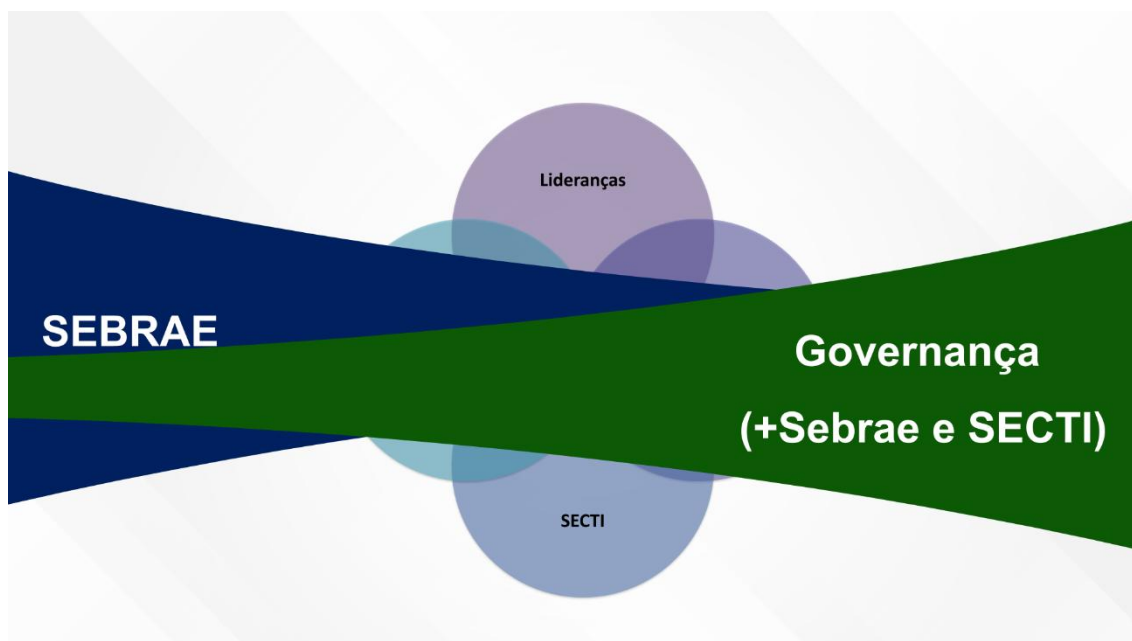 Lideranças
SEBRAE
Governança
(+Sebrae e SECTI)
SECTI